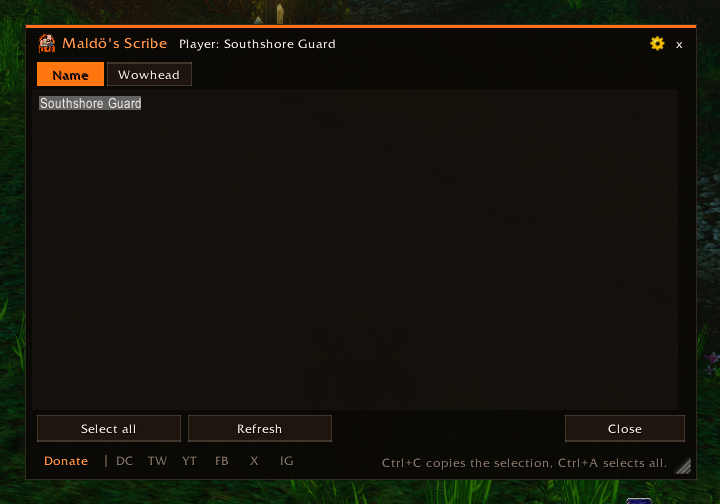 Maldö's Scribe Player: Southshore Guard x
Name Wowhead
Southshore Guard
Select all Refresh Close
Donate | DC TW YT FB X IG Ctrl+C copies the selection, Ctrl+A selects all.